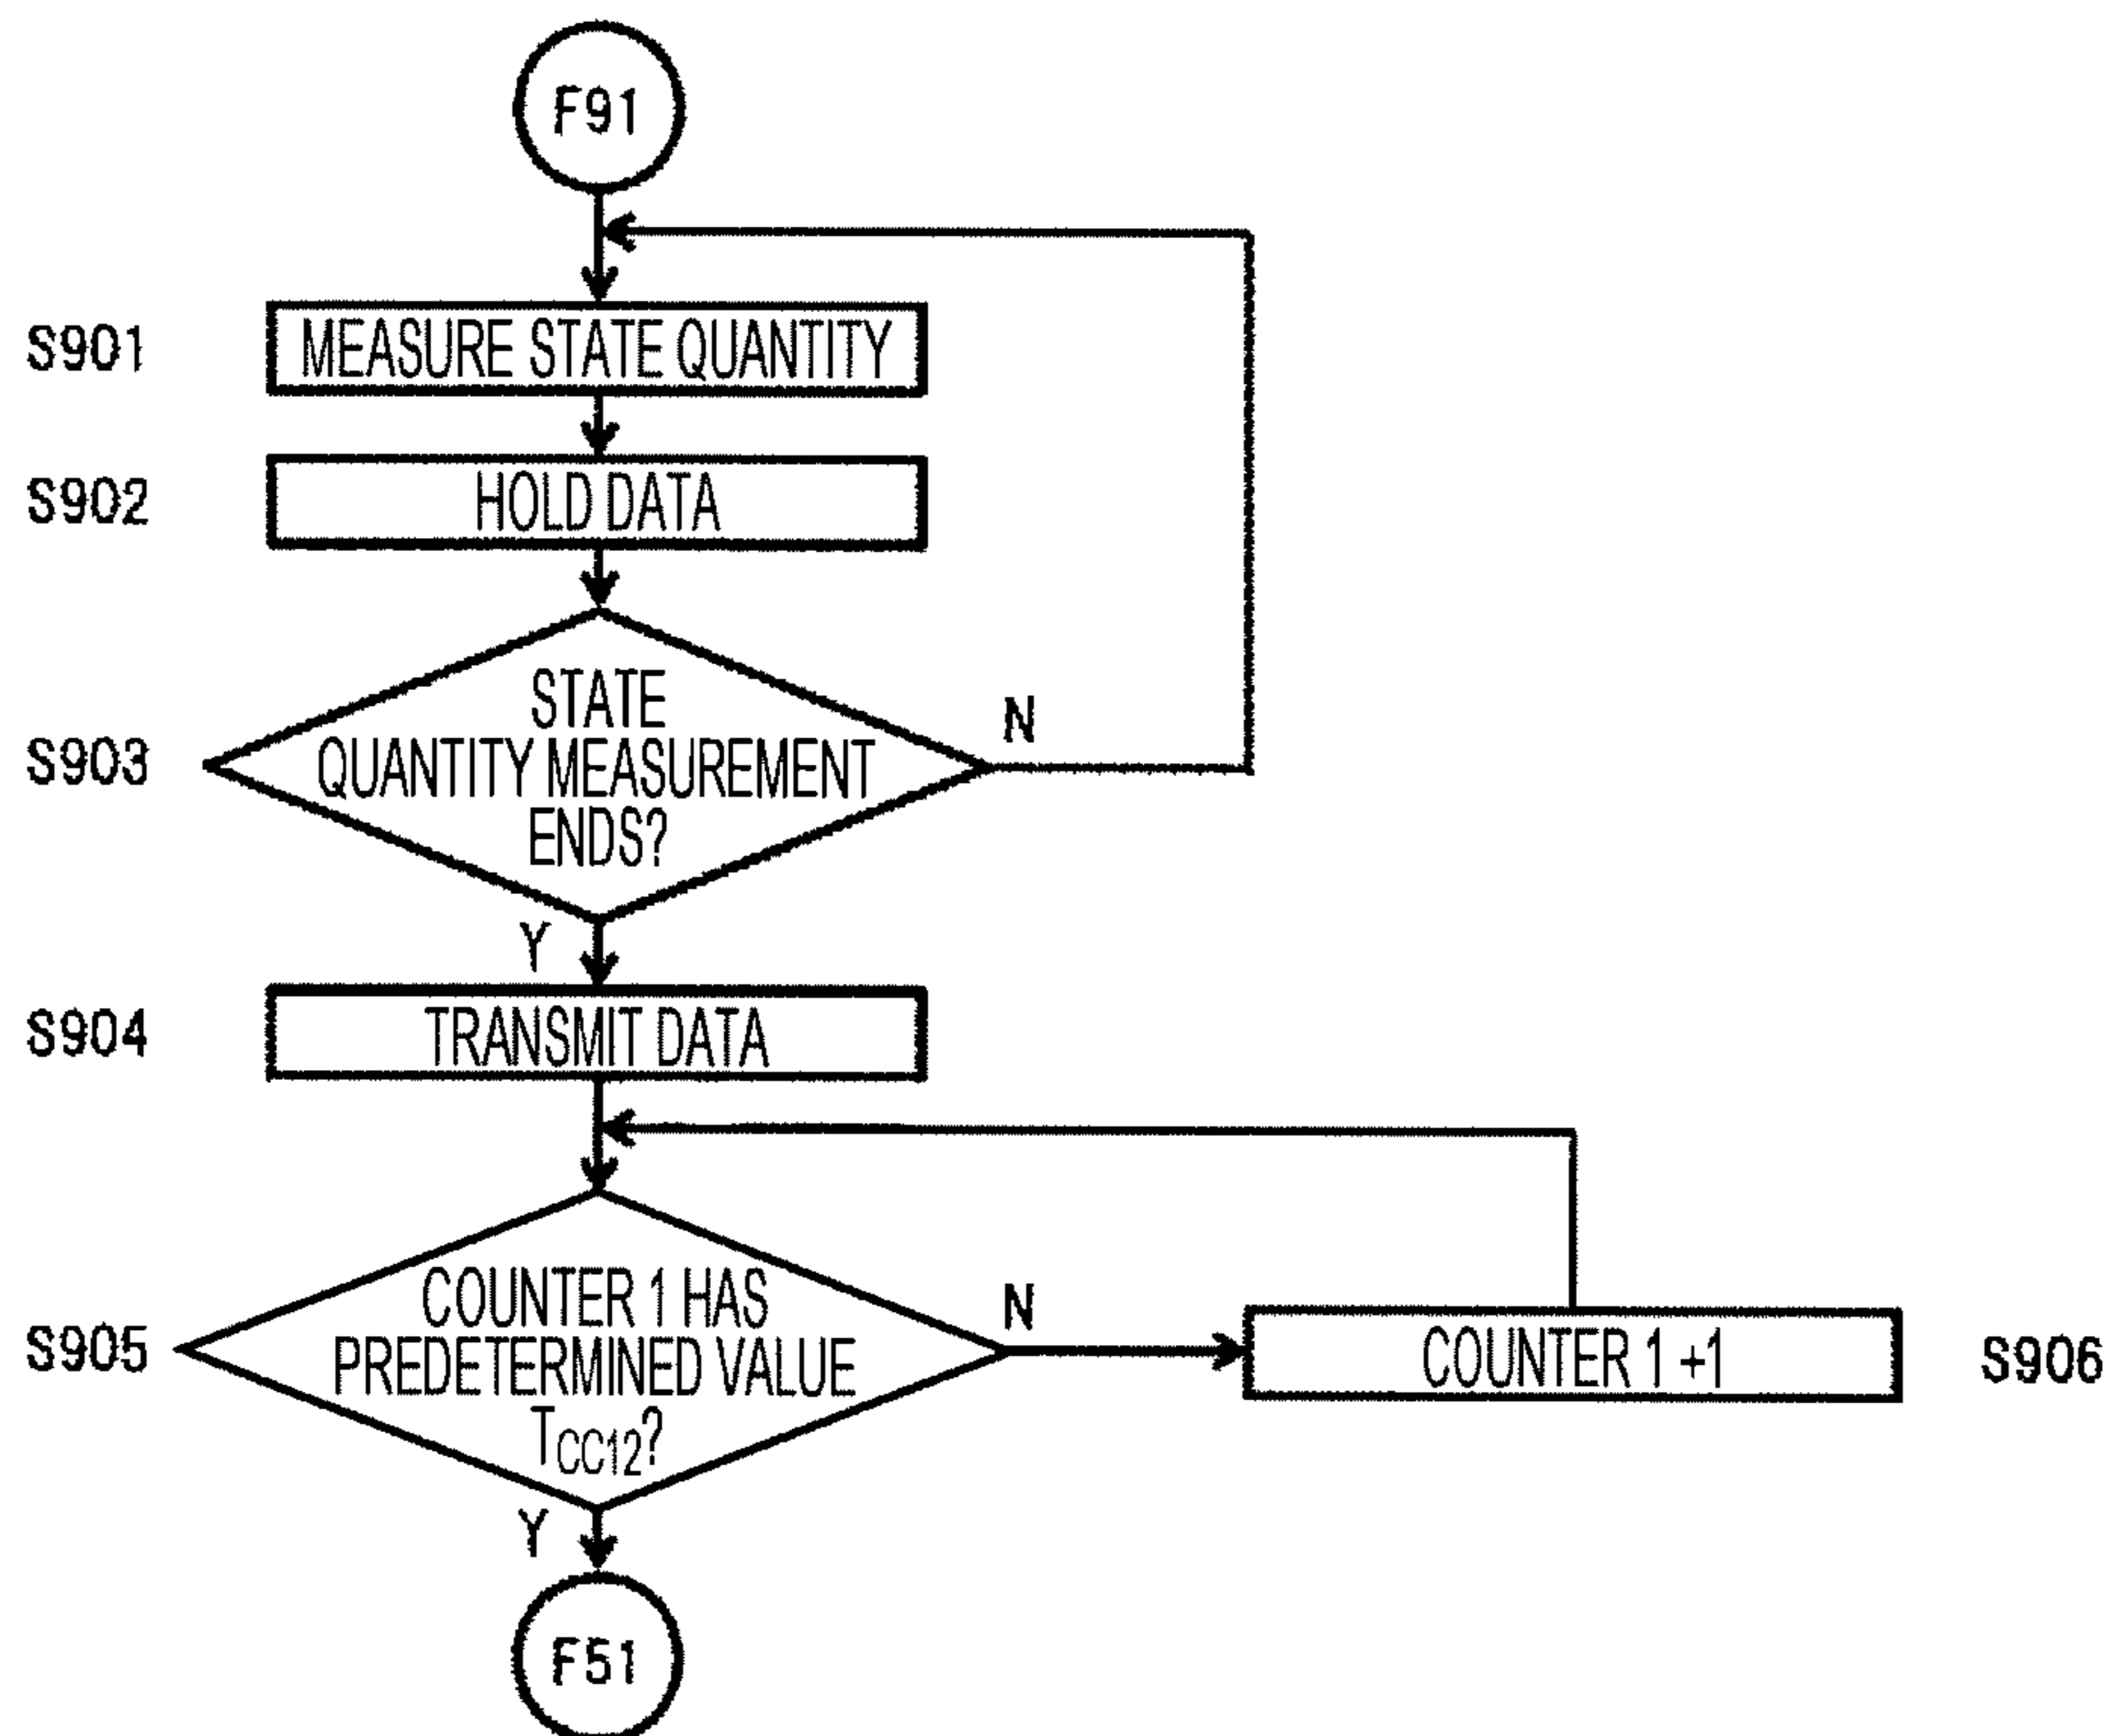 F91
S901
MEASURE STATE QUANTITY
S902
HOLD DATA
S903
STATE
QUANTITY MEASUREMENT
ENDS?
N
Y
S904
TRANSMIT DATA
S905
COUNTER 1 HAS
PREDETERMINED VALUE
TCC12?
N
COUNTER 1 +1
S906
Y
F51